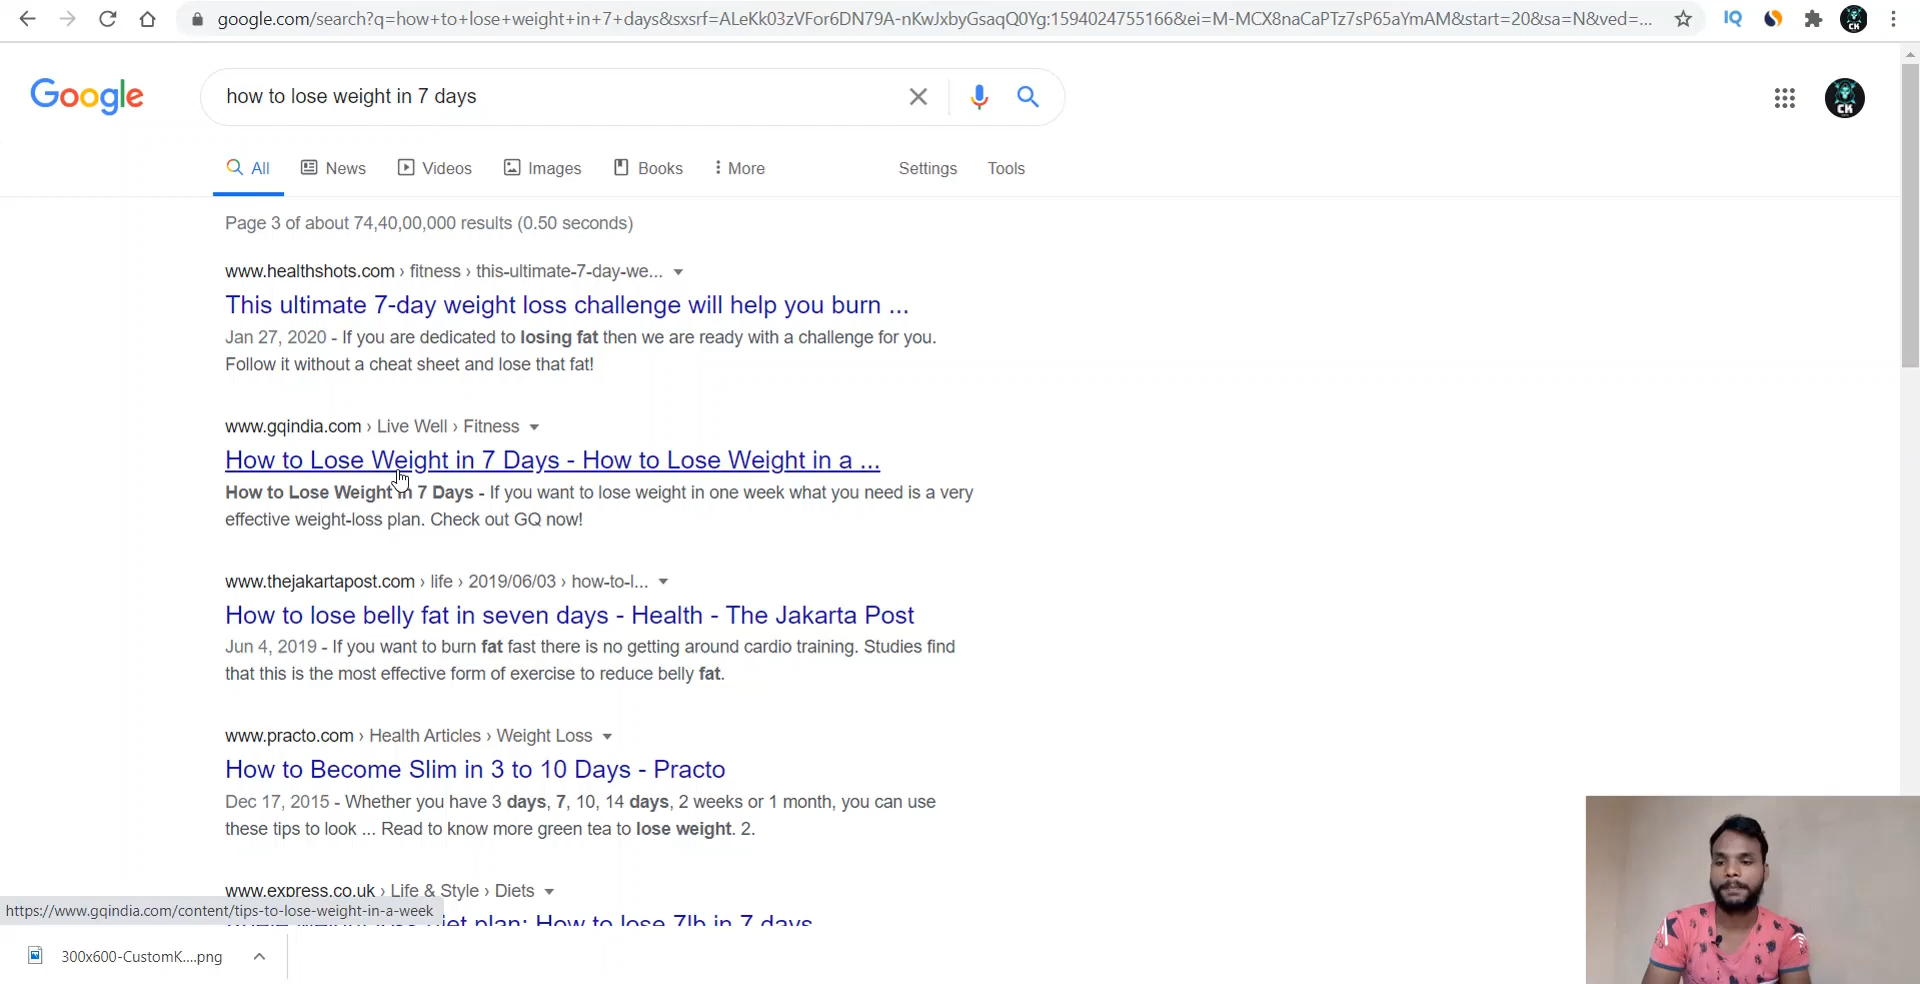 google.com/search?q=how+to+lose+weight+in+7+days&sxsrf=ALeKk03zVFor6DN79A-nKwJxbyGsaqQ0Yg:1594024755166&ei=M-MCX8naCaPTz7sP65aYmAM&start=20&sa=N&ved=...
IQ
CK
Google
how to lose weight in 7 days
CK
All
News
Videos
Images
Books
More
Settings
Tools
Page 3 of about 74,40,00,000 results (0.50 seconds)
www.healthshots.com › fitness › this-ultimate-7-day-we...
This ultimate 7-day weight loss challenge will help you burn ...
Jan 27, 2020 - If you are dedicated to losing fat then we are ready with a challenge for you.
Follow it without a cheat sheet and lose that fat!
www.gqindia.com › Live Well › Fitness
How to Lose Weight in 7 Days - How to Lose Weight in a ...
How to Lose Weight in 7 Days - If you want to lose weight in one week what you need is a very
effective weight-loss plan. Check out GQ now!
www.thejakartapost.com › life › 2019/06/03 › how-to-l...
How to lose belly fat in seven days - Health - The Jakarta Post
Jun 4, 2019 - If you want to burn fat fast there is no getting around cardio training. Studies find
that this is the most effective form of exercise to reduce belly fat.
www.practo.com › Health Articles › Weight Loss
How to Become Slim in 3 to 10 Days - Practo
Dec 17, 2015 - Whether you have 3 days, 7, 10, 14 days, 2 weeks or 1 month, you can use
these tips to look ... Read to know more green tea to lose weight. 2.
www.express.co.uk › Life & Style › Diets
weight loss diet plan: How to lose 7lb in 7 days
https://www.gqindia.com/content/tips-to-lose-weight-in-a-week
300x600-CustomK....png